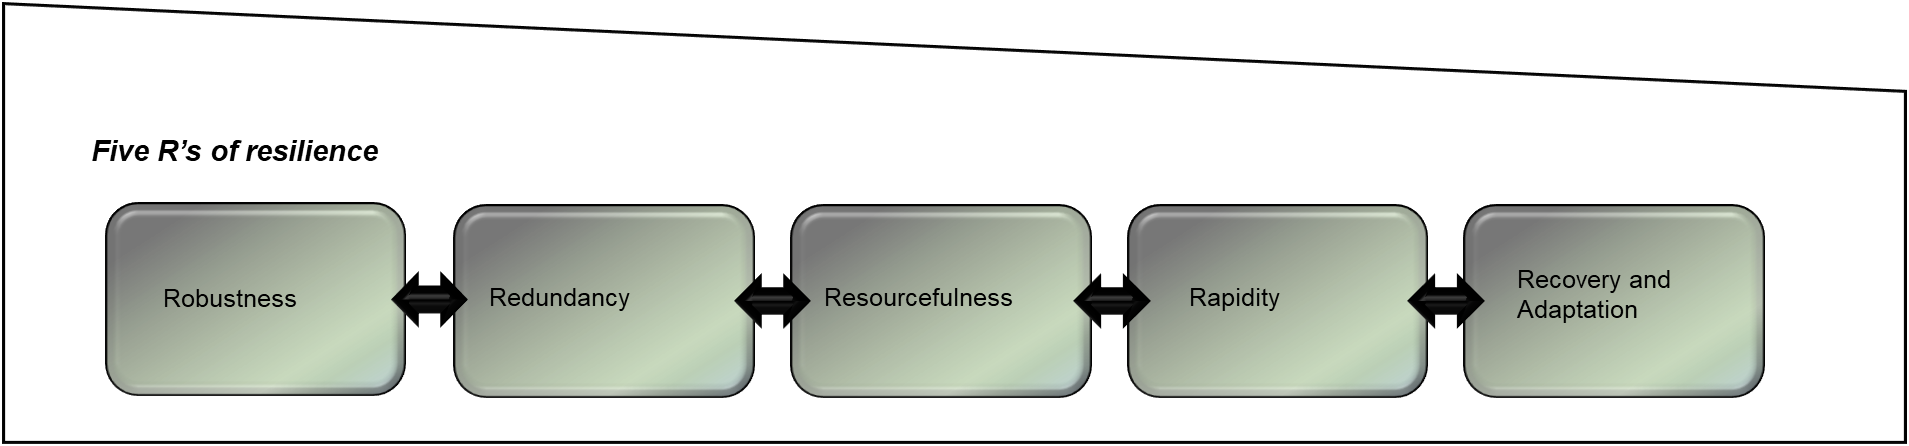 Five R’s of resilience
Robustness
Redundancy
Resourcefulness
Rapidity
Recovery and
Adaptation